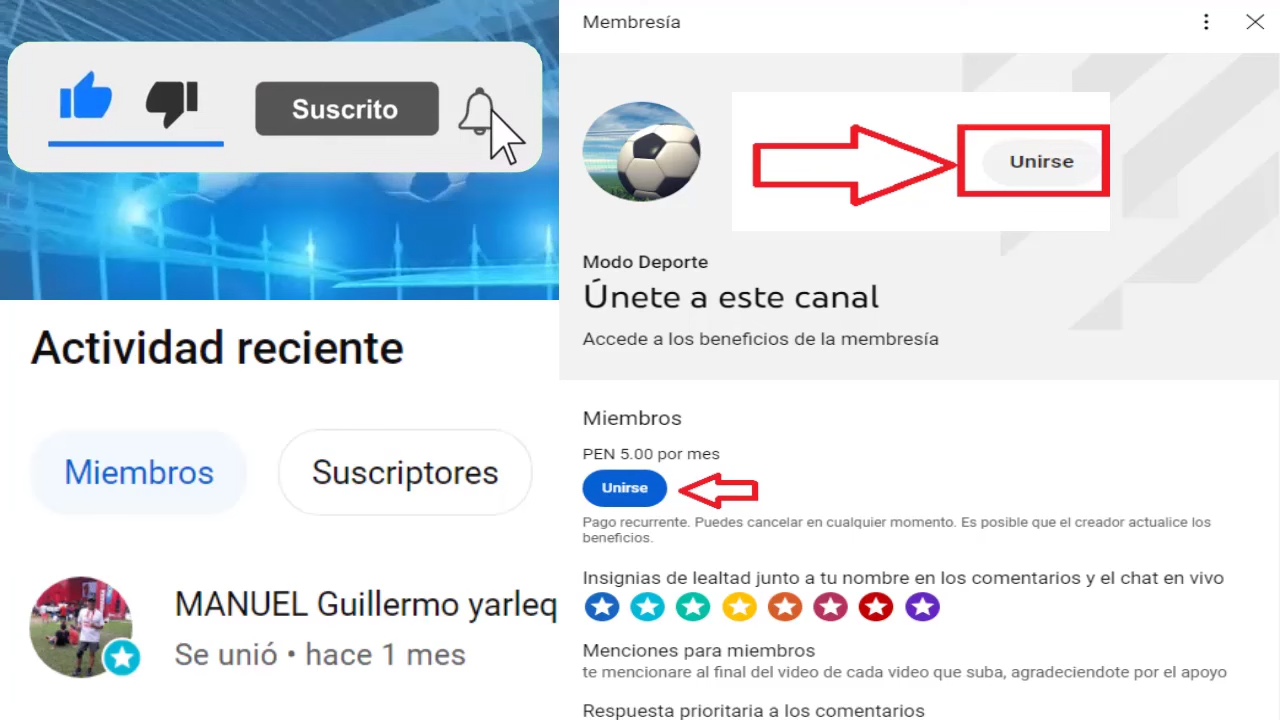 Suscrito
Actividad reciente
Miembros
Suscriptores
MANUEL Guillermo yarleq
Se unió • hace 1 mes
Membresía
Unirse
Modo Deporte
Únete a este canal
Accede a los beneficios de la membresía
Miembros
PEN 5.00 por mes
Unirse
Pago recurrente. Puedes cancelar en cualquier momento. Es posible que el creador actualice los
beneficios.
Insignias de lealtad junto a tu nombre en los comentarios y el chat en vivo
Menciones para miembros
te mencionare al final del video de cada video que suba, agradeciendote por el apoyo
Respuesta prioritaria a los comentarios